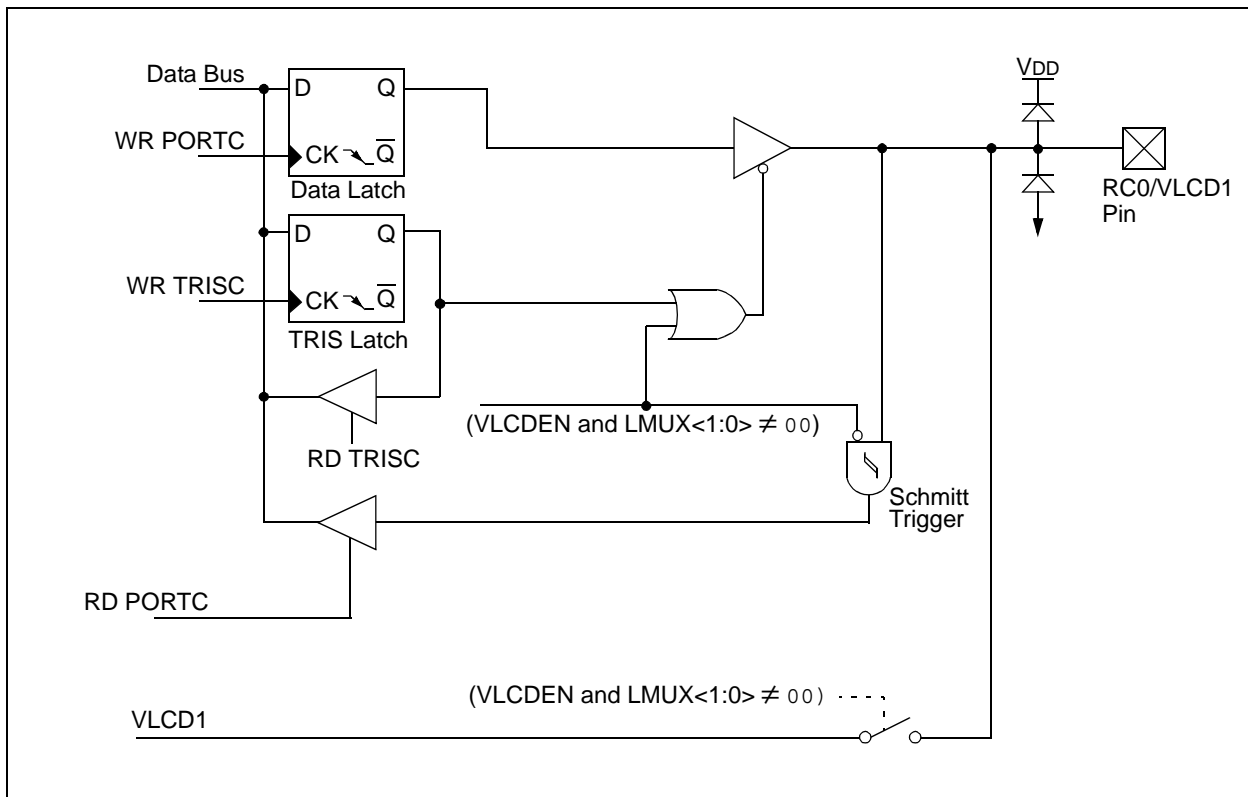 Data Bus
D Q
VDD
WR PORTC
CK Q̅
Data Latch
RC0/VLCD1
Pin
D Q
WR TRISC
CK Q̅
TRIS Latch
(VLCDEN and LMUX<1:0> ≠ 00)
RD TRISC
Schmitt
Trigger
RD PORTC
(VLCDEN and LMUX<1:0> ≠ 00)
VLCD1